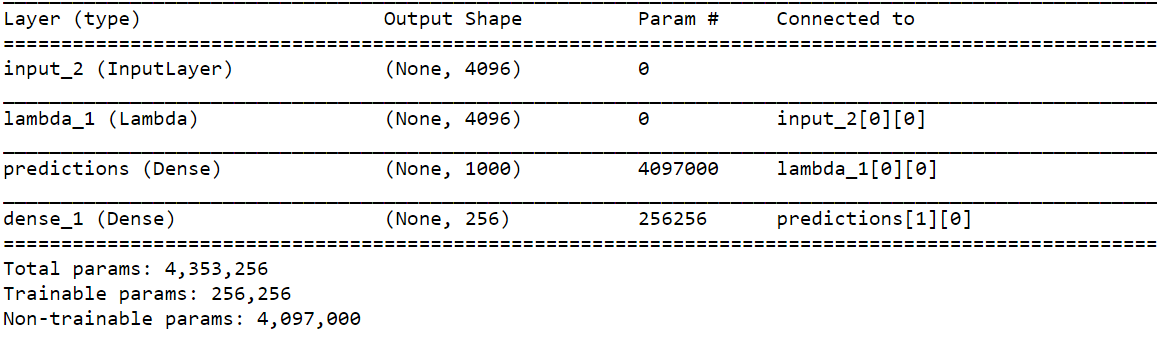 Layer (type) Output Shape Param # Connected to
====================================================================================================
input_2 (InputLayer) (None, 4096) 0
lambda_1 (Lambda) (None, 4096) 0 input_2[0][0]
predictions (Dense) (None, 1000) 4097000 lambda_1[0][0]
dense_1 (Dense) (None, 256) 256256 predictions[1][0]
====================================================================================================
Total params: 4,353,256
Trainable params: 256,256
Non-trainable params: 4,097,000